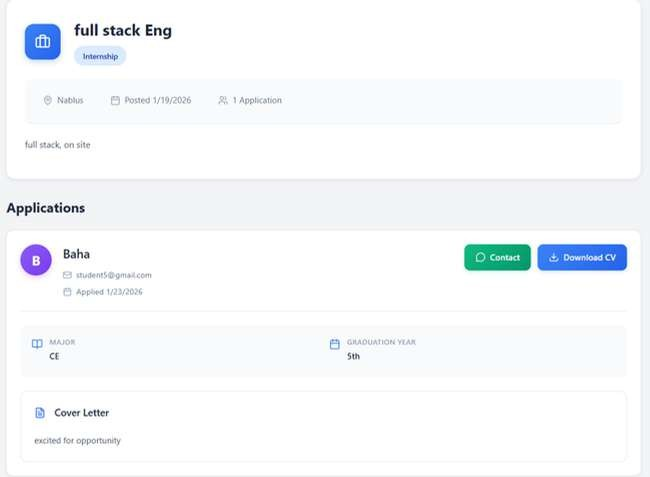 full stack Eng
Internship
Nablus Posted 1/19/2026 1 Application
full stack, on site
Applications
B Baha Contact Download CV
student5@gmail.com
Applied 1/23/2026
MAJOR GRADUATION YEAR
CE 5th
Cover Letter
excited for opportunity